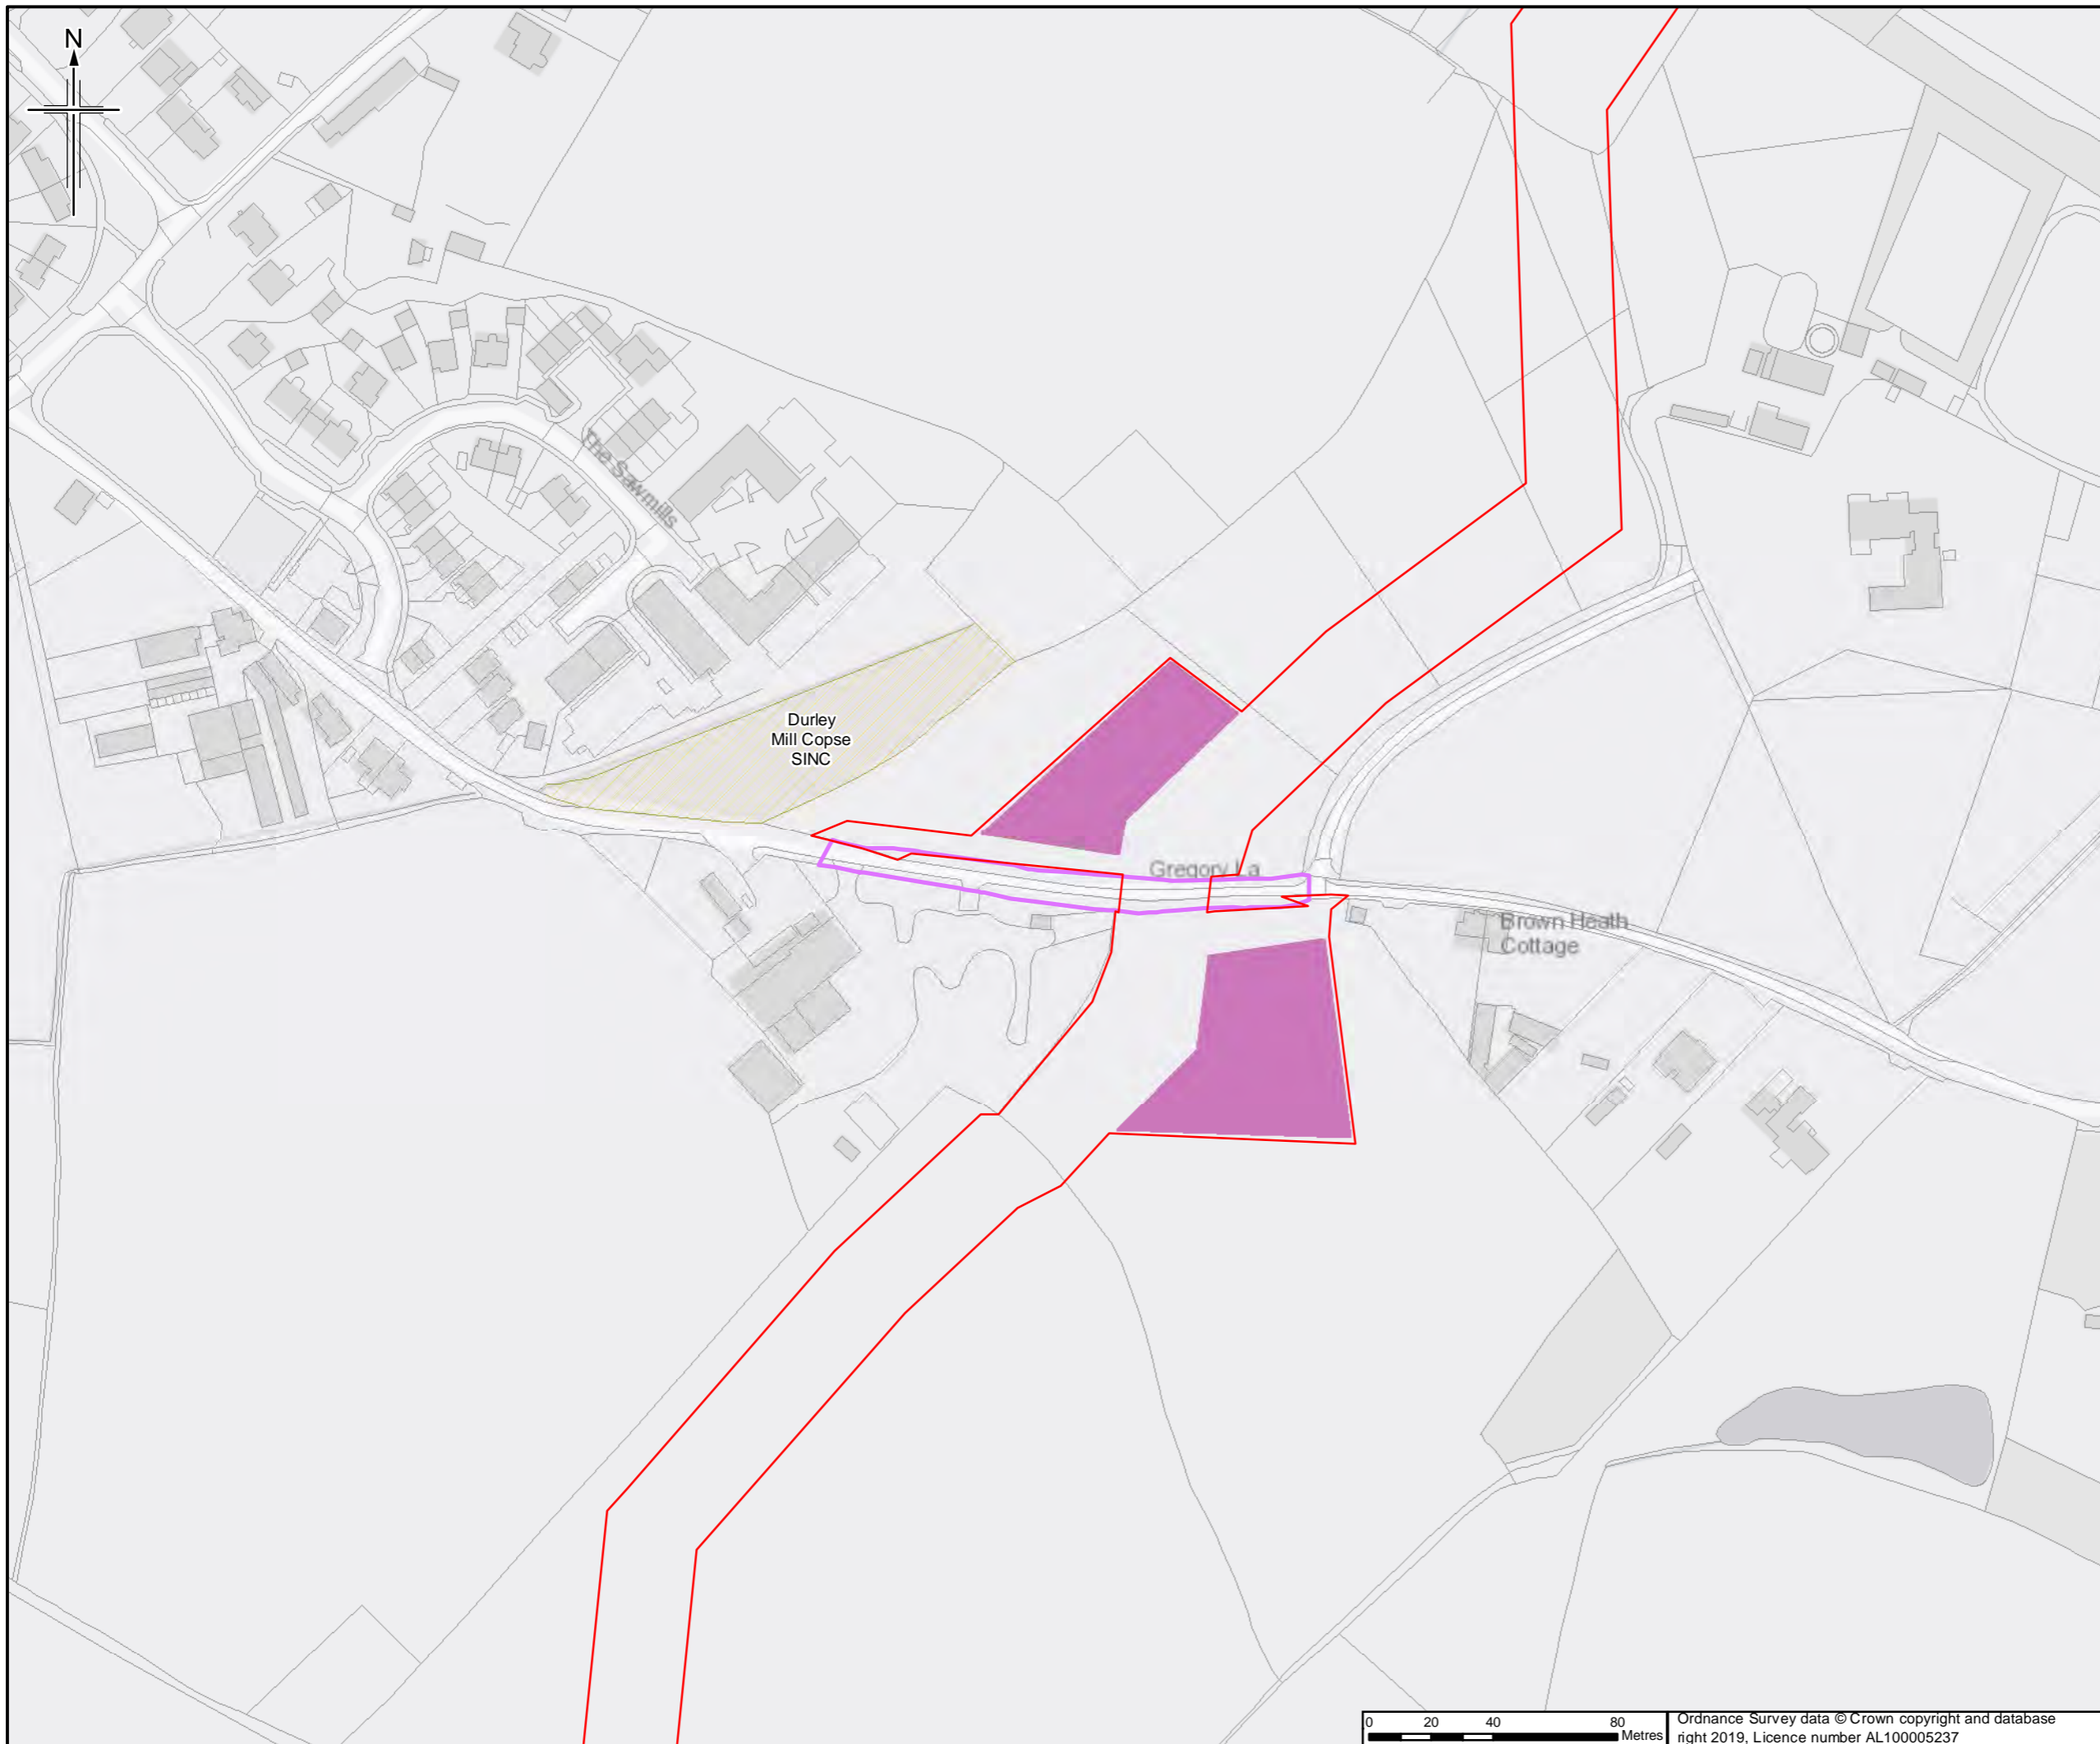 N
The Sawmills
Durley
Mill Copse
SINC
Gregory La
Brown Heath
Cottage
0 20 40 80
Metres
Ordnance Survey data © Crown copyright and database
right 2019, Licence number AL100005237